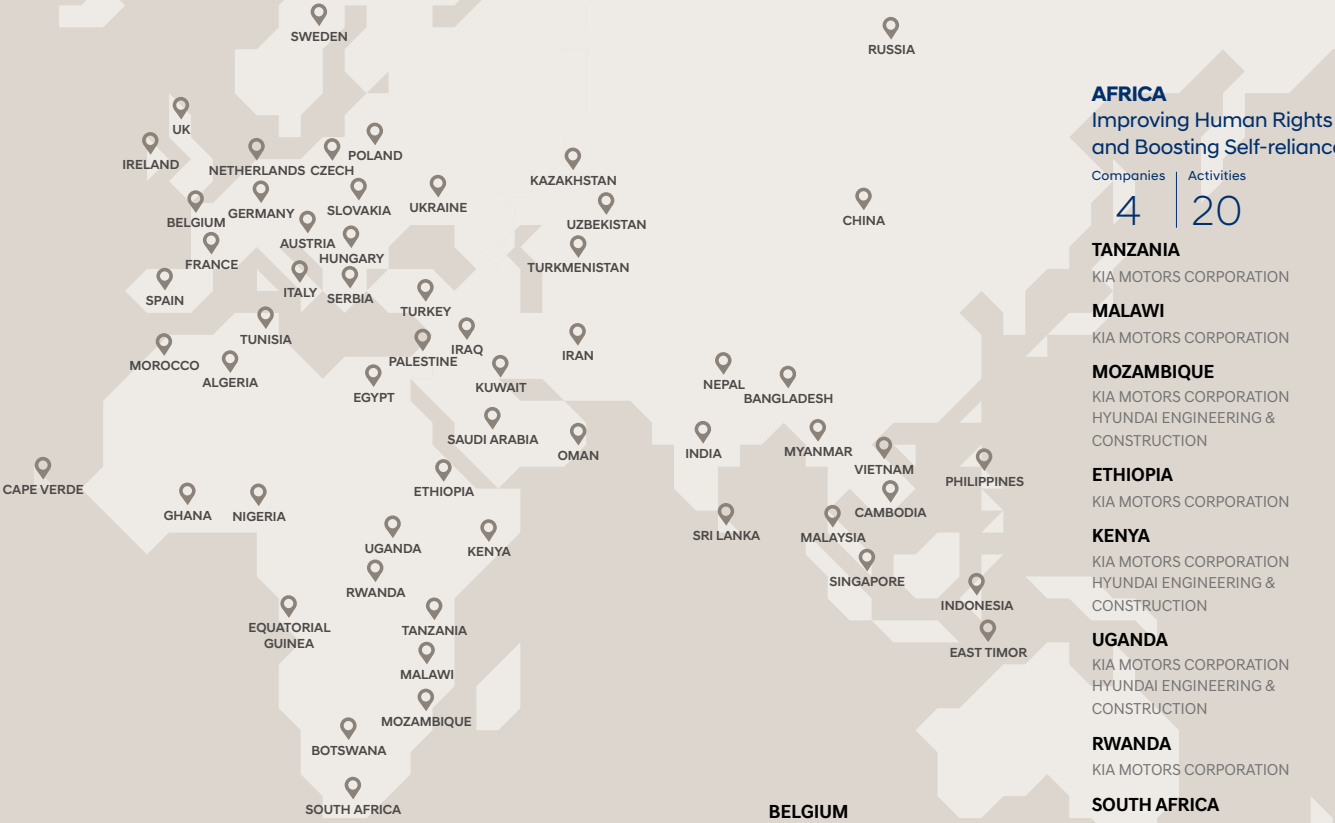 SWEDEN
RUSSIA
UK
IRELAND
NETHERLANDS
CZECH
POLAND
KAZAKHSTAN
BELGIUM
GERMANY
SLOVAKIA
UKRAINE
UZBEKISTAN
CHINA
AUSTRIA
HUNGARY
FRANCE
TURKMENISTAN
SPAIN
ITALY
SERBIA
TURKEY
TUNISIA
MOROCCO
ALGERIA
PALESTINE
IRAQ
IRAN
EGYPT
KUWAIT
NEPAL
BANGLADESH
SAUDI ARABIA
OMAN
INDIA
MYANMAR
VIETNAM
PHILIPPINES
CAPE VERDE
GHANA
NIGERIA
ETHIOPIA
SRI LANKA
MALAYSIA
CAMBODIA
UGANDA
KENYA
SINGAPORE
RWANDA
INDONESIA
EQUATORIAL
GUINEA
TANZANIA
EAST TIMOR
MALAWI
MOZAMBIQUE
BOTSWANA
SOUTH AFRICA
BELGIUM
AFRICA
Improving Human Rights
and Boosting Self-reliance
Companies
Activities
4
20
TANZANIA
KIA MOTORS CORPORATION
MALAWI
KIA MOTORS CORPORATION
MOZAMBIQUE
KIA MOTORS CORPORATION
HYUNDAI ENGINEERING &
CONSTRUCTION
ETHIOPIA
KIA MOTORS CORPORATION
KENYA
KIA MOTORS CORPORATION
HYUNDAI ENGINEERING &
CONSTRUCTION
UGANDA
KIA MOTORS CORPORATION
HYUNDAI ENGINEERING &
CONSTRUCTION
RWANDA
KIA MOTORS CORPORATION
SOUTH AFRICA